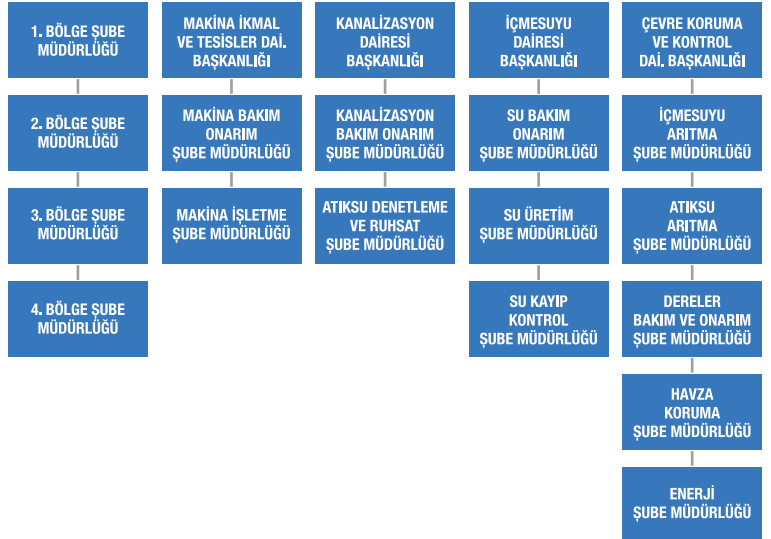 1. BÖLGE ŞUBE
MÜDÜRLÜĞÜ
2. BÖLGE ŞUBE
MÜDÜRLÜĞÜ
3. BÖLGE ŞUBE
MÜDÜRLÜĞÜ
4. BÖLGE ŞUBE
MÜDÜRLÜĞÜ
MAKİNA İKMAL
VE TESİSLER DAİ.
BAŞKANLIĞI
MAKİNA BAKIM
ONARIM
ŞUBE MÜDÜRLÜĞÜ
MAKİNA İŞLETME
ŞUBE MÜDÜRLÜĞÜ
KANALİZASYON
DAİRESİ
BAŞKANLIĞI
KANALİZASYON
BAKIM ONARIM
ŞUBE MÜDÜRLÜĞÜ
ATIKSU DENETLEME
VE RUHSAT
ŞUBE MÜDÜRLÜĞÜ
İÇMESUYU
DAİRESİ
BAŞKANLIĞI
SU BAKIM
ONARIM
ŞUBE MÜDÜRLÜĞÜ
SU ÜRETİM
ŞUBE MÜDÜRLÜĞÜ
SU KAYIP
KONTROL
ŞUBE MÜDÜRLÜĞÜ
ÇEVRE KORUMA
VE KONTROL
DAİ. BAŞKANLIĞI
İÇMESUYU
ARITMA
ŞUBE MÜDÜRLÜĞÜ
ATIKSU
ARITMA
ŞUBE MÜDÜRLÜĞÜ
DERELER
BAKIM VE ONARIM
ŞUBE MÜDÜRLÜĞÜ
HAVZA
KORUMA
ŞUBE MÜDÜRLÜĞÜ
ENERJİ
ŞUBE MÜDÜRLÜĞÜ